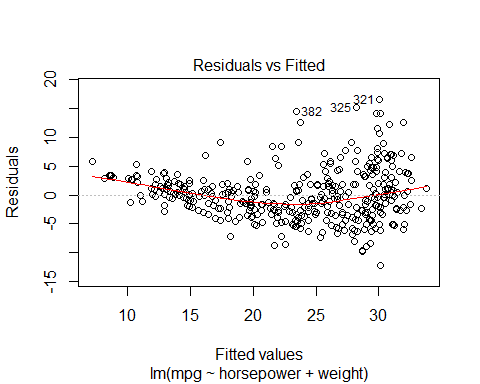 Residuals vs Fitted
20
10
5
0
-5
-15
Residuals
321
325
382
10 15 20 25 30
Fitted values
lm(mpg ~ horsepower + weight)